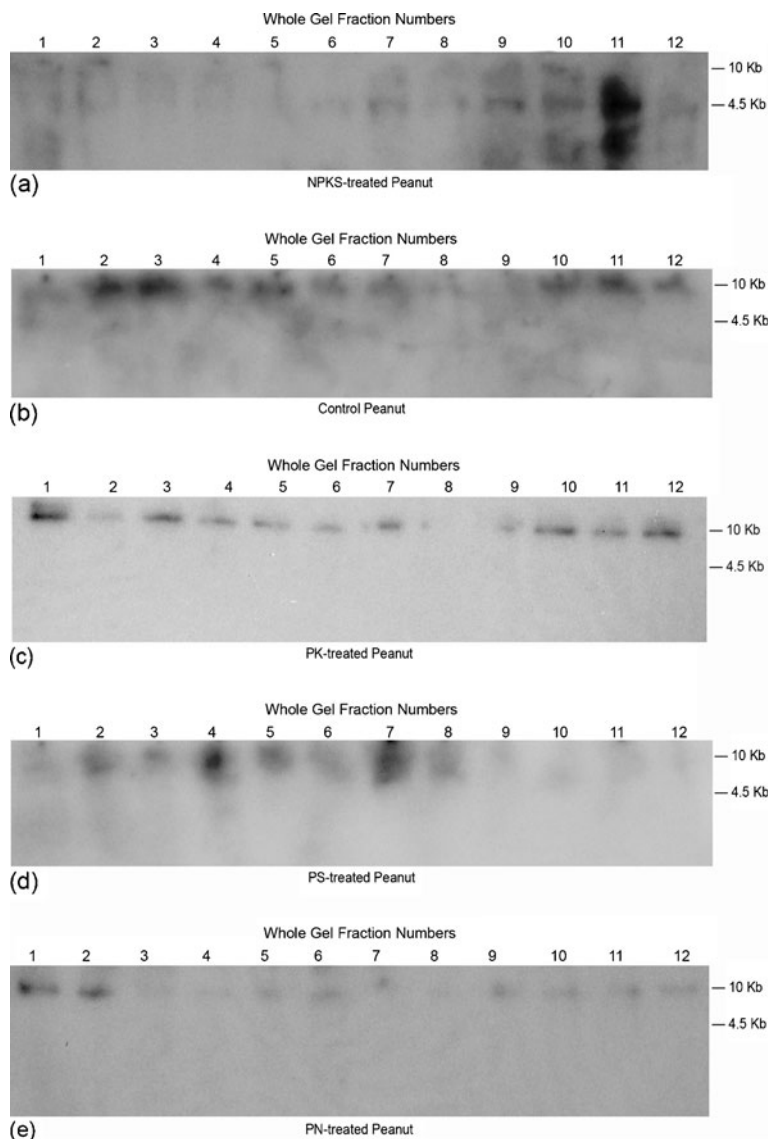 Whole Gel Fraction Numbers
1 2 3 4 5 6 7 8 9 10 11 12
10 Kb
4.5 Kb
(a)
NPKS-treated Peanut
Whole Gel Fraction Numbers
1 2 3 4 5 6 7 8 9 10 11 12
10 Kb
4.5 Kb
(b)
Control Peanut
Whole Gel Fraction Numbers
1 2 3 4 5 6 7 8 9 10 11 12
10 Kb
4.5 Kb
(c)
PK-treated Peanut
Whole Gel Fraction Numbers
1 2 3 4 5 6 7 8 9 10 11 12
10 Kb
4.5 Kb
(d)
PS-treated Peanut
Whole Gel Fraction Numbers
1 2 3 4 5 6 7 8 9 10 11 12
10 Kb
4.5 Kb
(e)
PN-treated Peanut